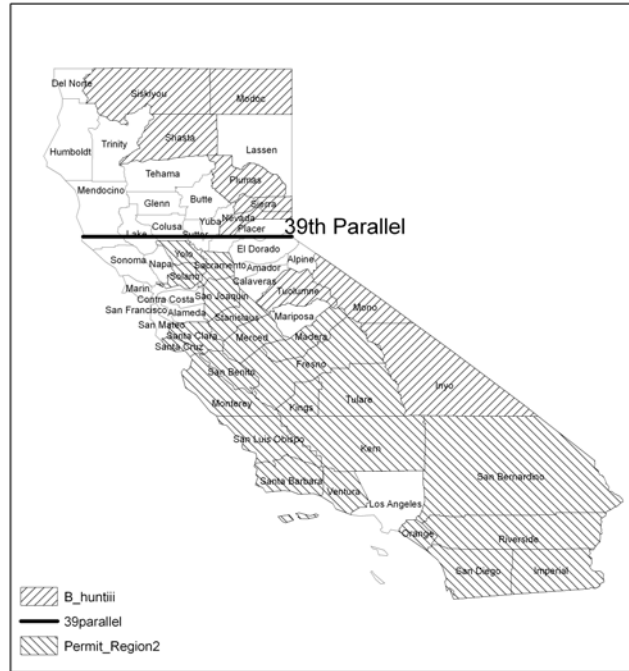 Del Norte
Siskiyou
Modoc
Humboldt
Trinity
Shasta
Lassen
Tehama
Plumas
Mendocino
Glenn
Butte
Sierra
Yuba
Nevada
Lake
Colusa
Sutter
Placer
39th Parallel
Sonoma
Napa
Yolo
El Dorado
Alpine
Solano
Sacramento
Amador
Calaveras
Marin
Contra Costa
San Joaquin
Tuolumne
Mono
San Francisco
Alameda
Stanislaus
Mariposa
San Mateo
Santa Clara
Merced
Madera
Santa Cruz
Fresno
Inyo
San Benito
Monterey
Kings
Tulare
San Luis Obispo
Kern
San Bernardino
Santa Barbara
Ventura
Los Angeles
Orange
Riverside
San Diego
Imperial
B_huntiii
39parallel
Permit_Region2